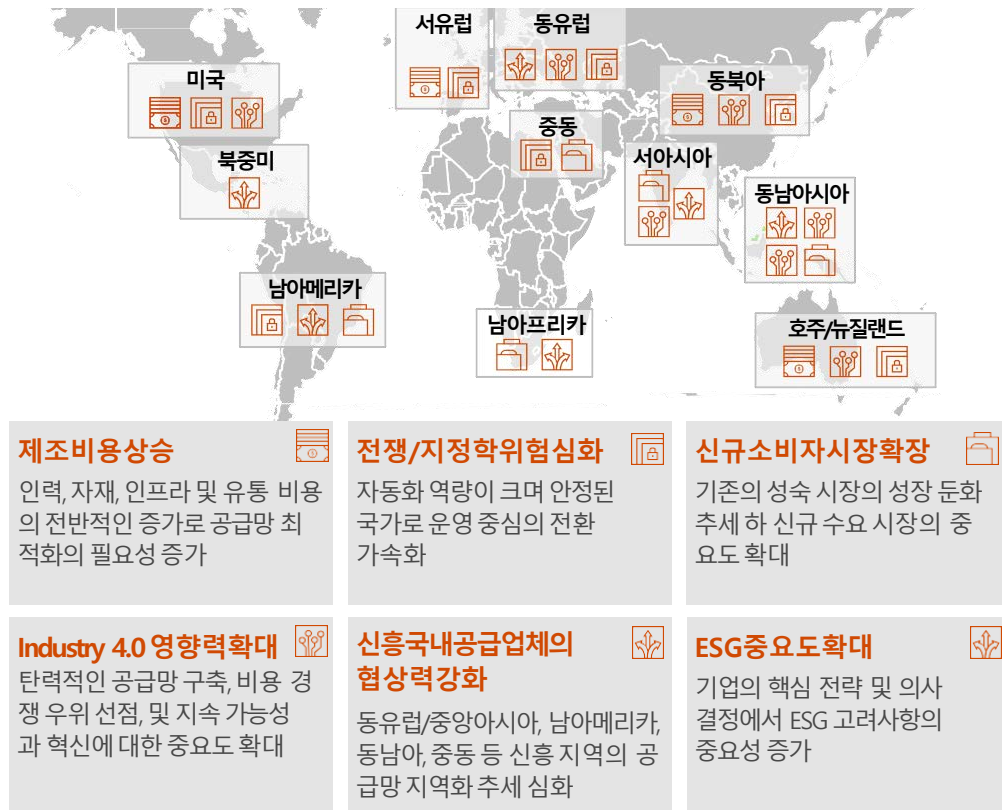 서유럽
동유럽
미국
동북아
중동
북중미
서아시아
동남아시아
남아메리카
남아프리카
호주/뉴질랜드
제조비용상승
인력, 자재, 인프라 및 유통 비용
의 전반적인 증가로 공급망 최
적화의 필요성 증가
전쟁/지정학위험심화
자동화 역량이 크며 안정된
국가로 운영 중심의 전환
가속화
신규소비자시장확장
기존의 성숙 시장의 성장 둔화
추세 하 신규 수요 시장의 중
요도 확대
Industry 4.0 영향력확대
탄력적인 공급망 구축, 비용 경
쟁 우위 선점, 및 지속 가능성
과 혁신에 대한 중요도 확대
신흥국내공급업체의
협상력강화
동유럽/중앙아시아, 남아메리카,
동남아, 중동 등 신흥 지역의 공
급망 지역화 추세 심화
ESG중요도확대
기업의 핵심 전략 및 의사
결정에서 ESG 고려사항의
중요성 증가